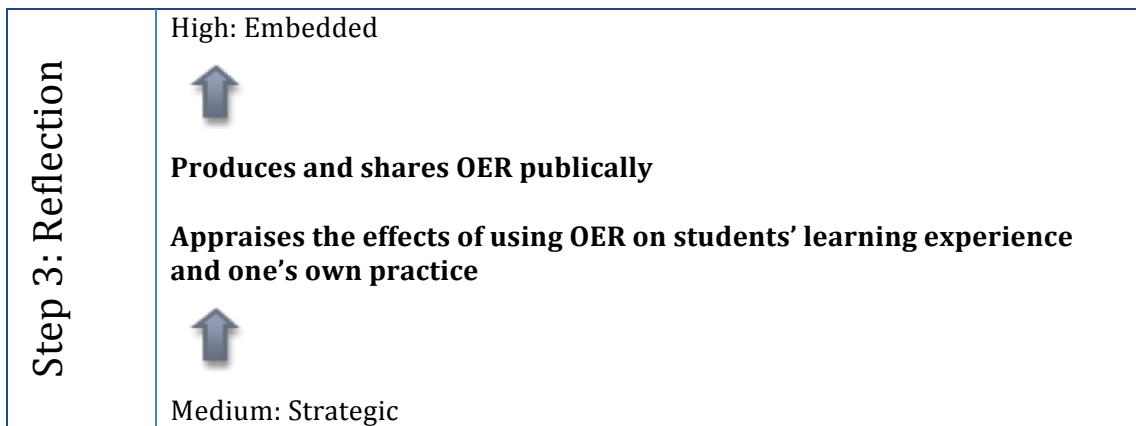 Step 3: Reflection
High: Embedded
Produces and shares OER publically
Appraises the effects of using OER on students’ learning experience
and one’s own practice
Medium: Strategic